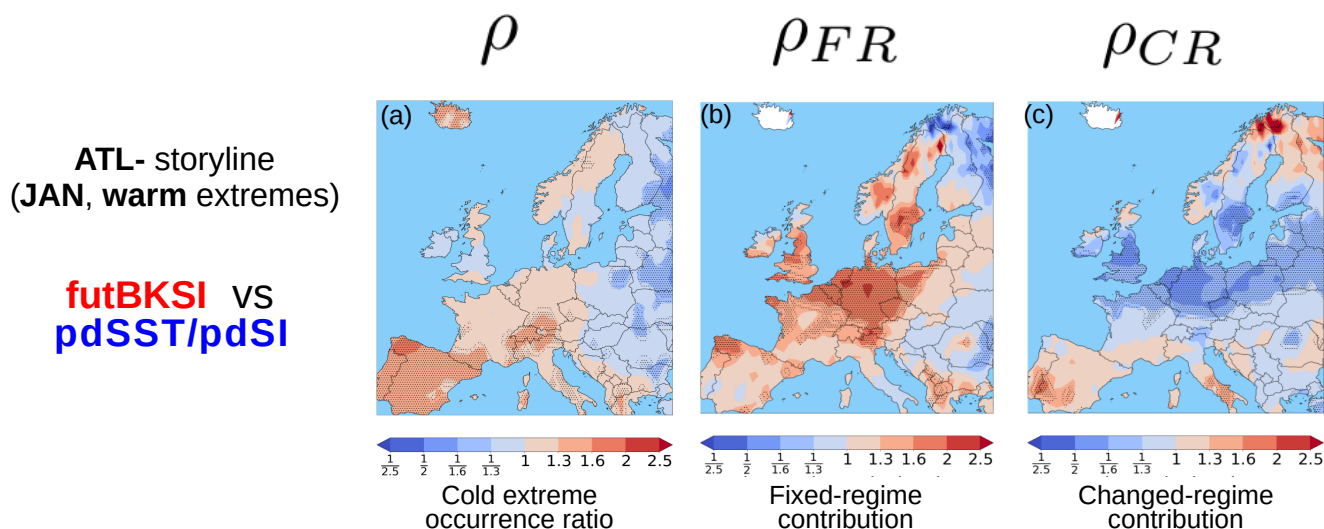 ρ ρFR ρCR
(a) (b) (c)
ATL- storyline
(JAN, warm extremes)
futBKSI vs
pdSST/pdSI
1/2.5 1/2 1/1.6 1/1.3 1 1.3 1.6 2 2.5
1/2.5 1/2 1/1.6 1/1.3 1 1.3 1.6 2 2.5
1/2.5 1/2 1/1.6 1/1.3 1 1.3 1.6 2 2.5
Cold extreme
occurrence ratio
Fixed-regime
contribution
Changed-regime
contribution